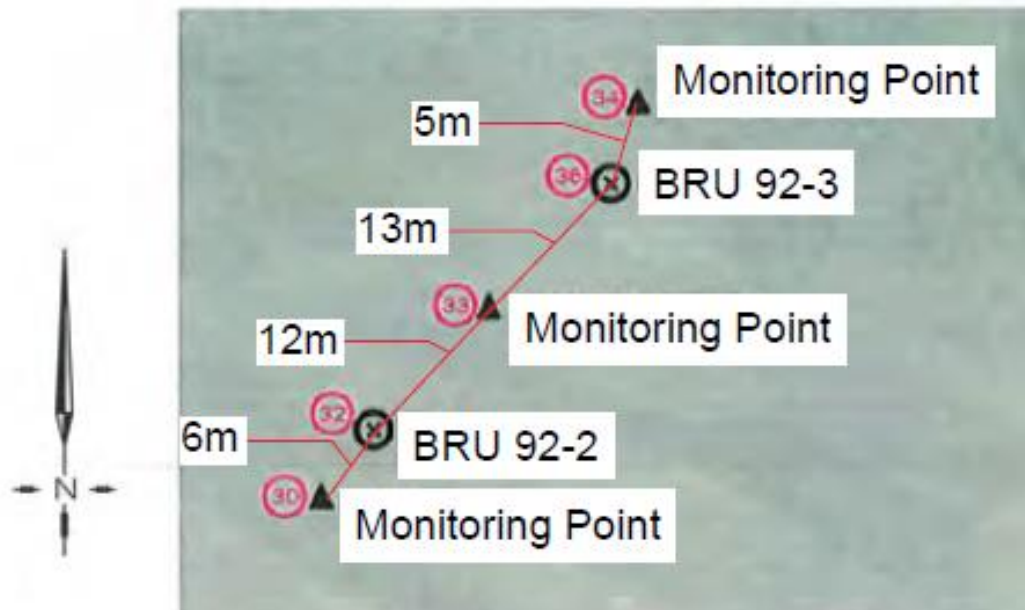 34
Monitoring Point
5m
36
BRU 92-3
13m
33
Monitoring Point
12m
32
6m
BRU 92-2
N
30
Monitoring Point